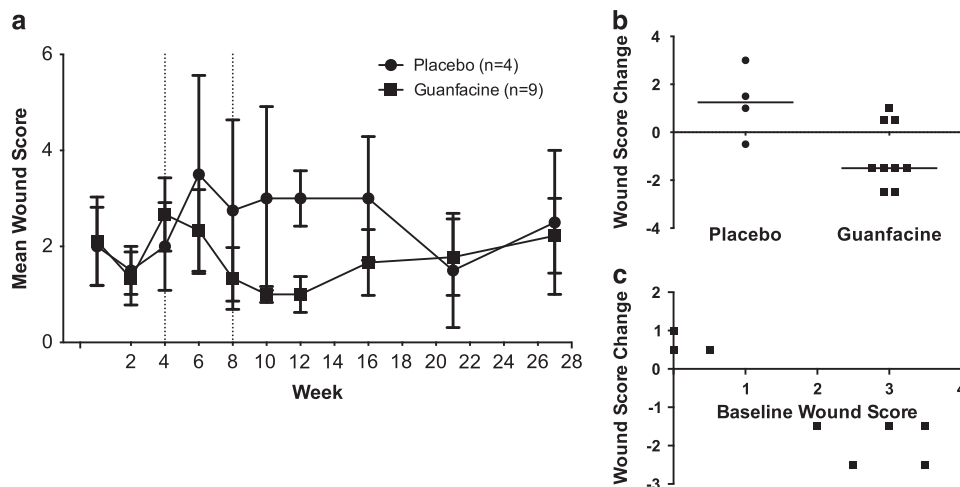 a
6
4
2
0
Mean Wound Score
Placebo (n=4)
Guanfacine (n=9)
2 4 6 8 10 12 14 16 18 20 22 24 26 28
Week
b
4
2
0
-2
-4
Wound Score Change
Placebo Guanfacine
c
2
1
0
-1
-2
-3
Wound Score Change
1 2 3 4
Baseline Wound Score